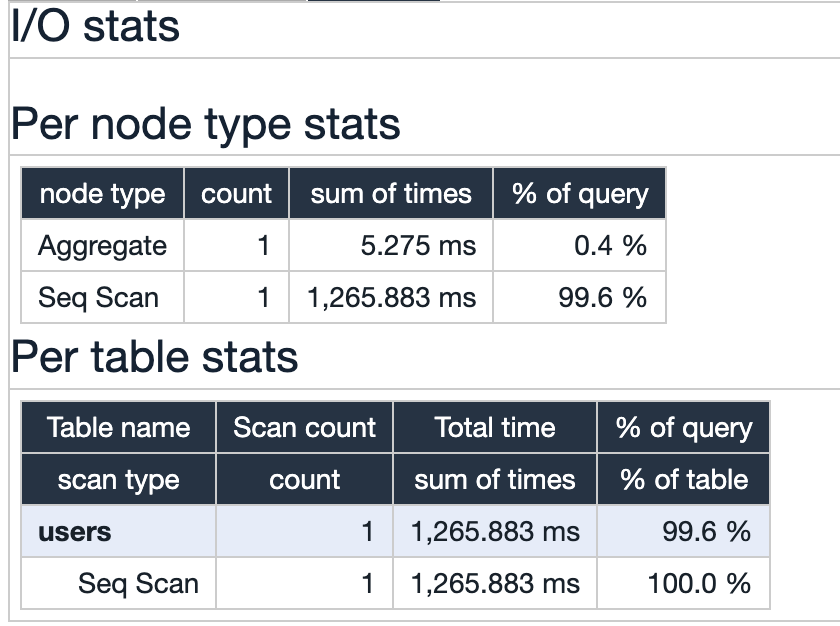 I/O stats
Per node type stats
node type count sum of times % of query
Aggregate 1 5.275 ms 0.4 %
Seq Scan 1 1,265.883 ms 99.6 %
Per table stats
Table name Scan count Total time % of query
scan type count sum of times % of table
users 1 1,265.883 ms 99.6 %
Seq Scan 1 1,265.883 ms 100.0 %